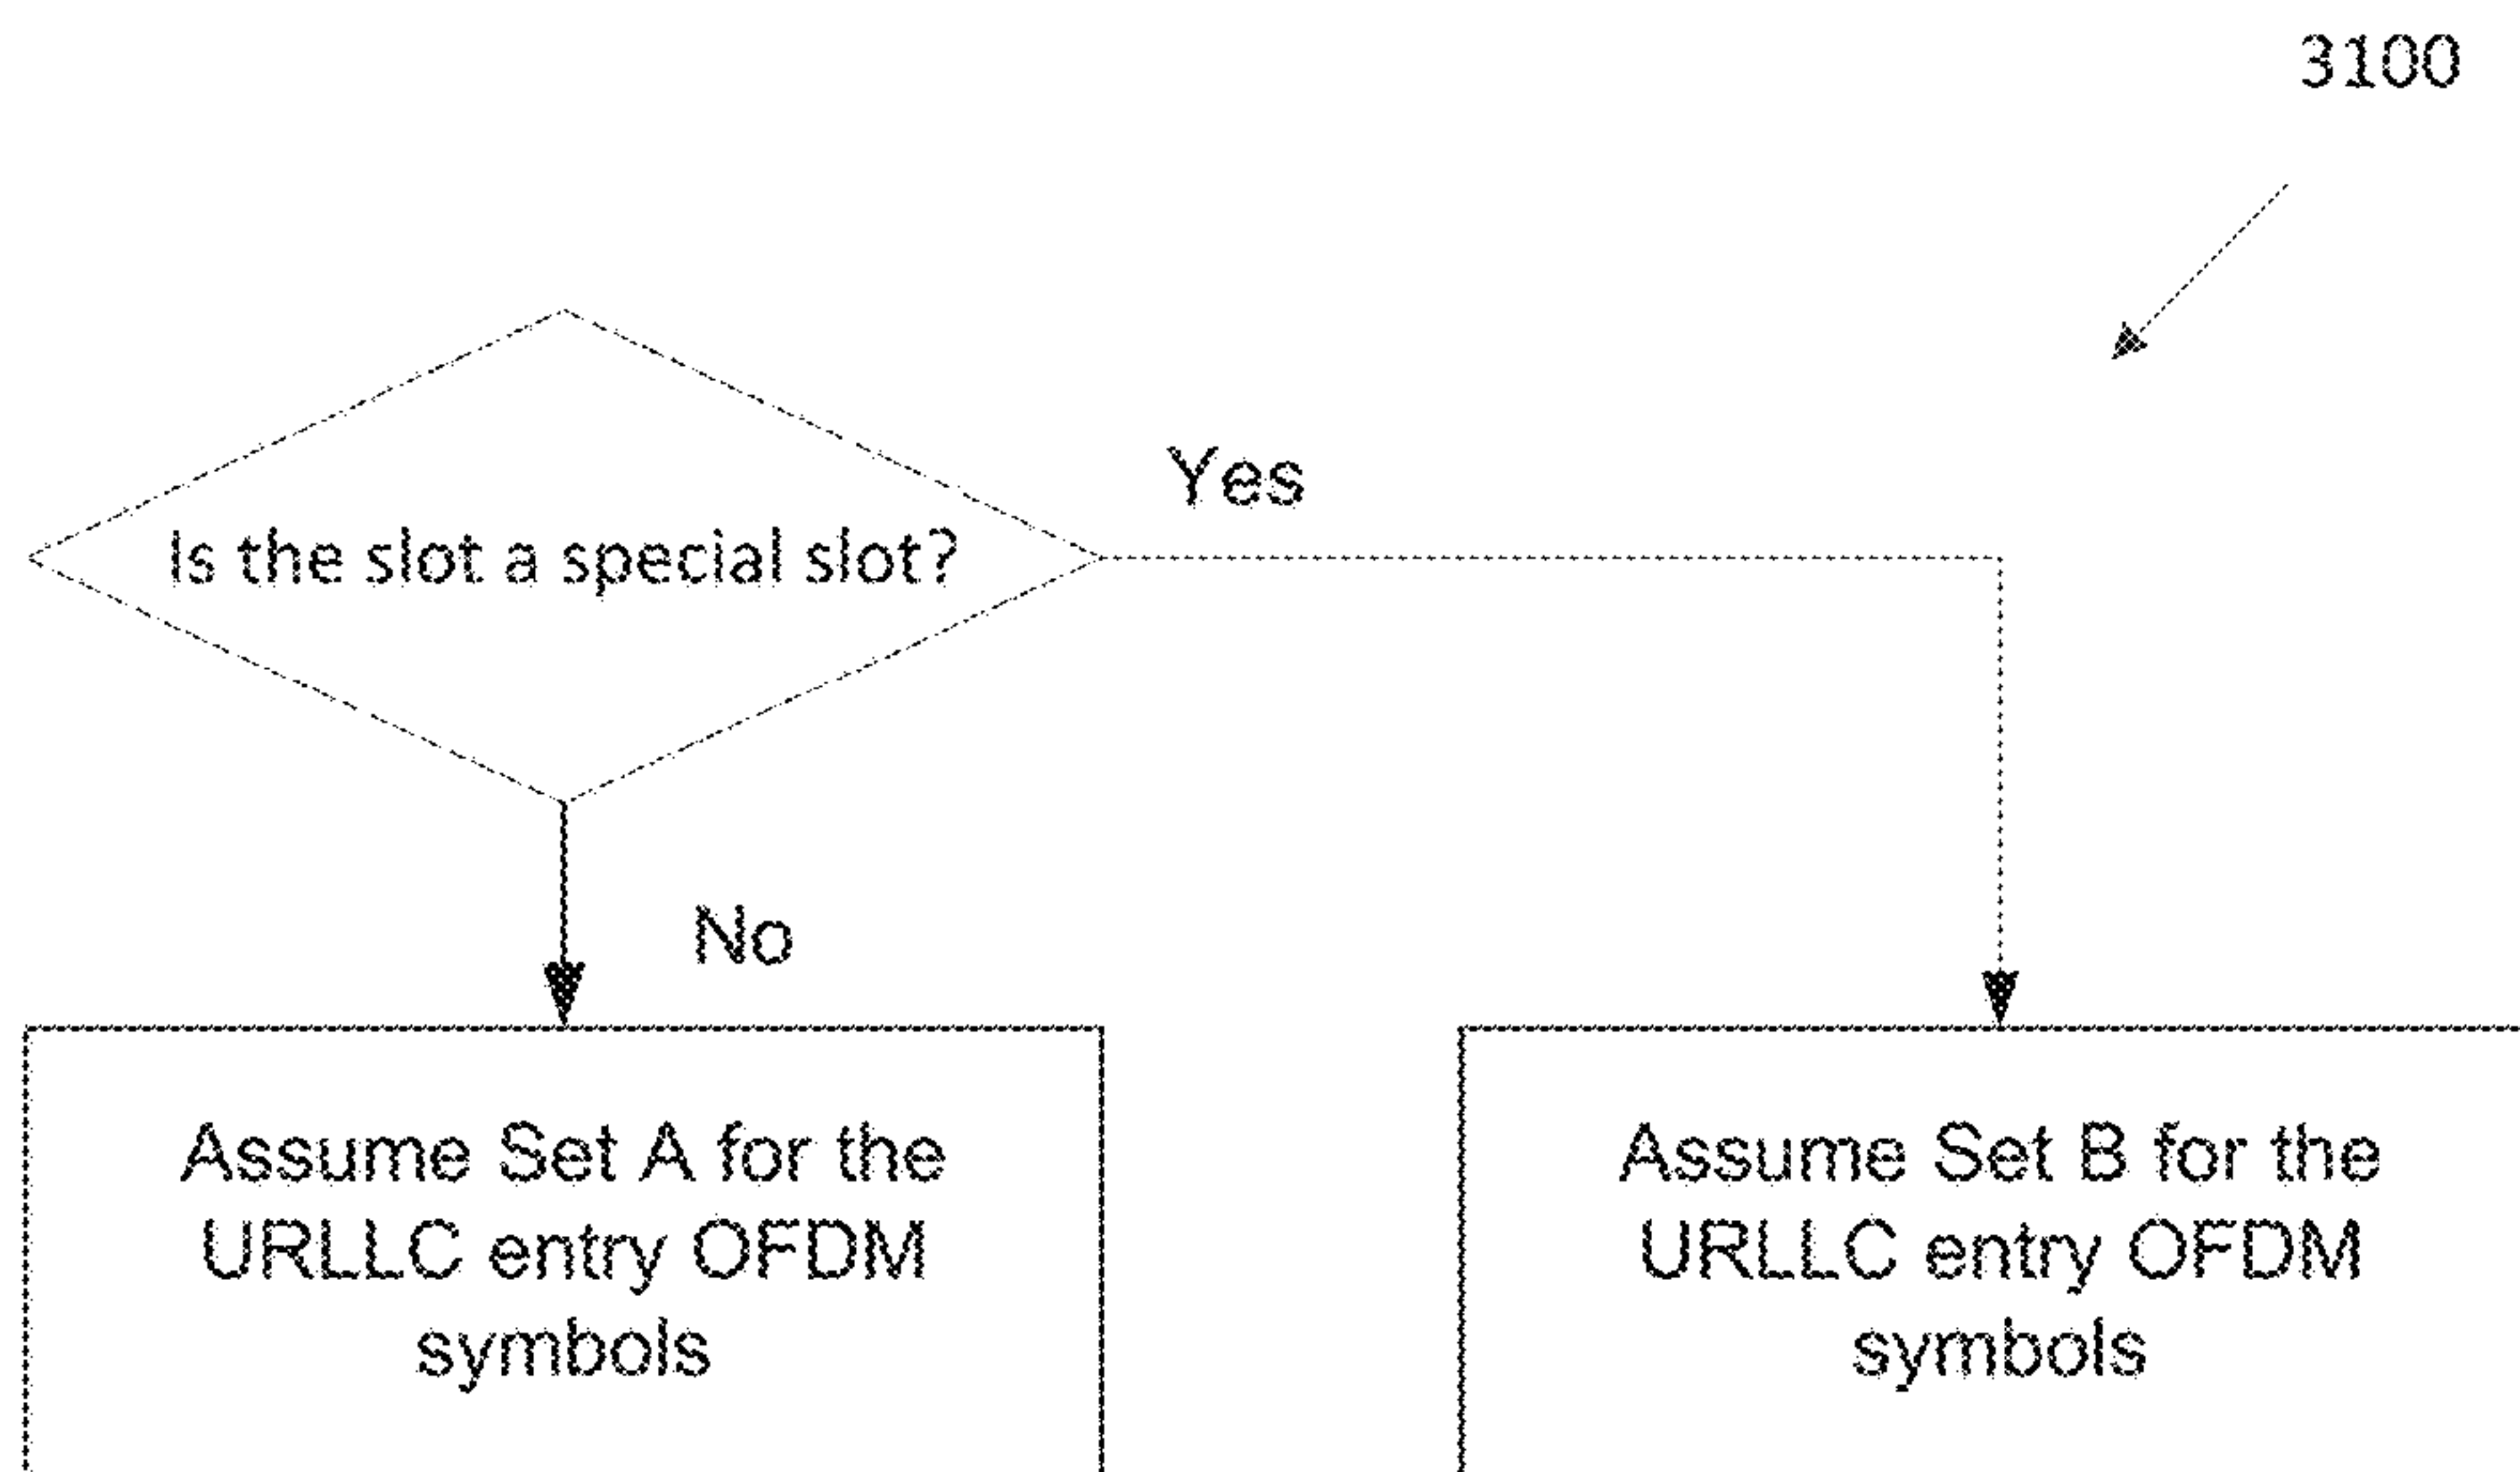 3100
Yes
Is the slot a special slot?
No
Assume Set A for the
URLLC entry OFDM
symbols
Assume Set B for the
URLLC entry OFDM
symbols